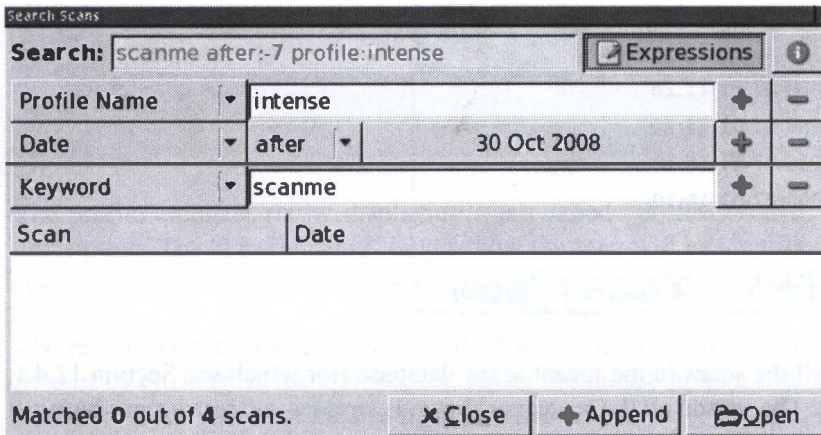 Search Scans
Search: scanme after:-7 profile:intense Expressions
Profile Name intense
Date after 30 Oct 2008
Keyword scanme
Scan Date
Matched 0 out of 4 scans. Close Append Open